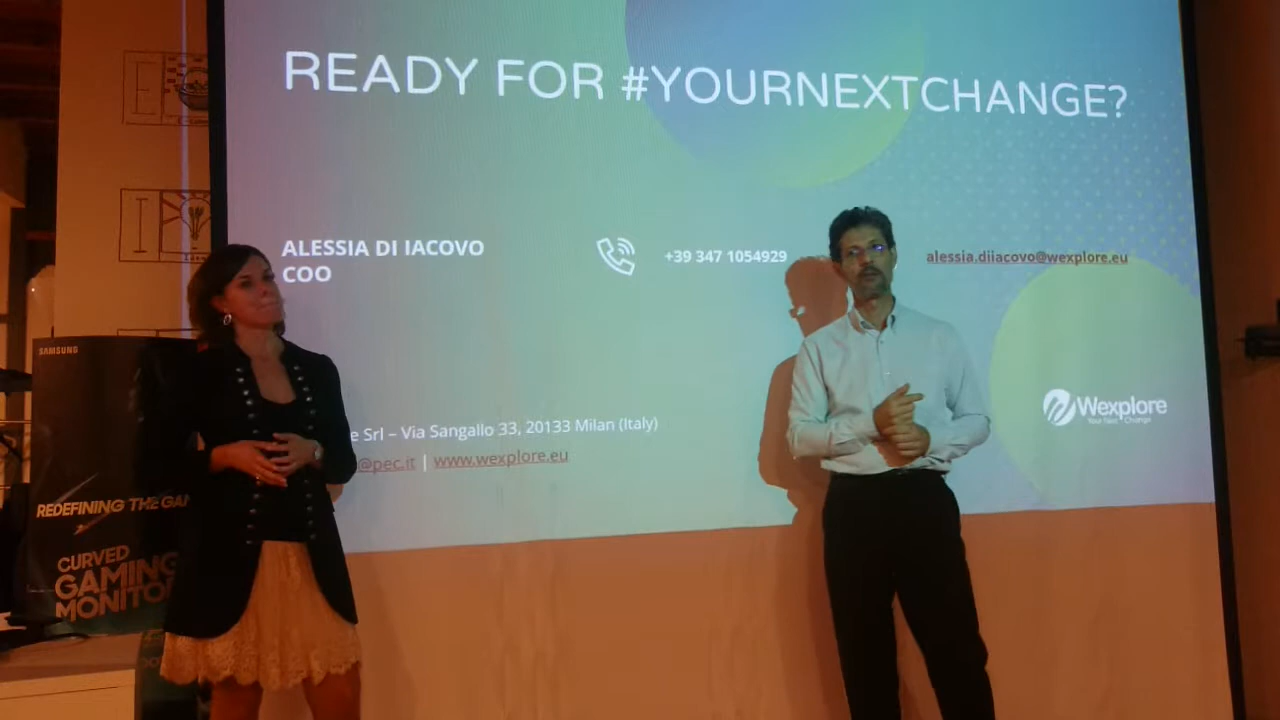 READY FOR #YOURNEXTCHANGE?
ALESSIA DI IACOVO
COO
+39 347 1054929
alessia.diiacovo@wexplore.eu
Wexplore
Your Next Change
e Srl – Via Sangallo 33, 20133 Milan (Italy)
@pec.it | www.wexplore.eu
SAMSUNG
REDEFINING THE GA
CURVED
GAMING
MONITO
E
I